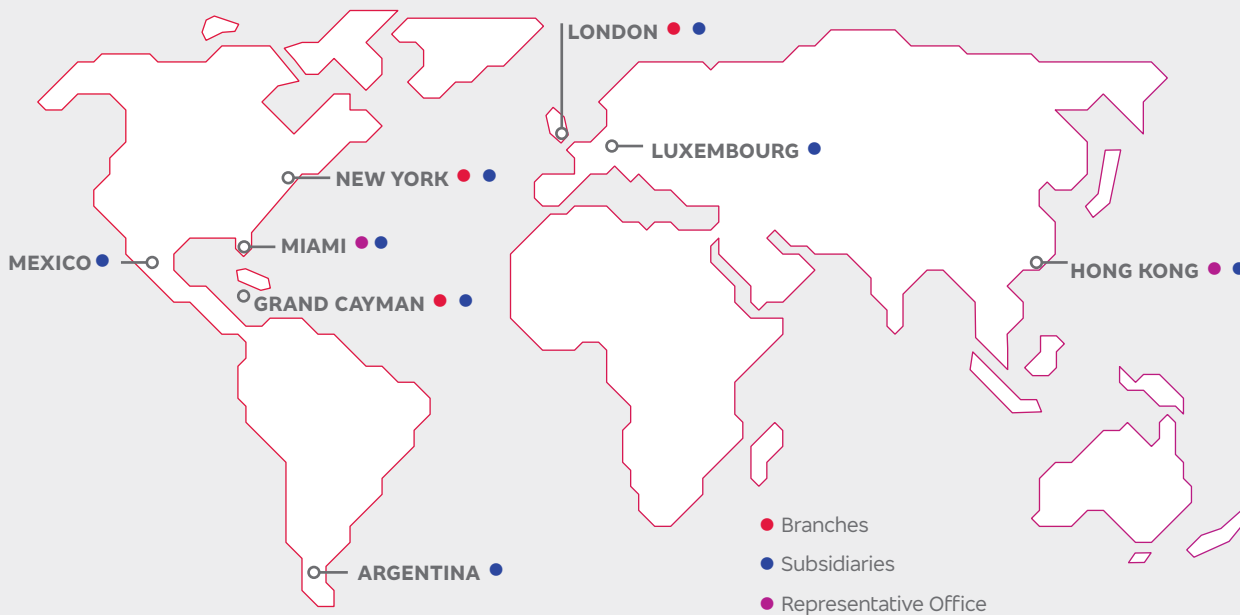 LONDON
LUXEMBOURG
NEW YORK
MIAMI
MEXICO
HONG KONG
GRAND CAYMAN
ARGENTINA
Branches
Subsidiaries
Representative Office